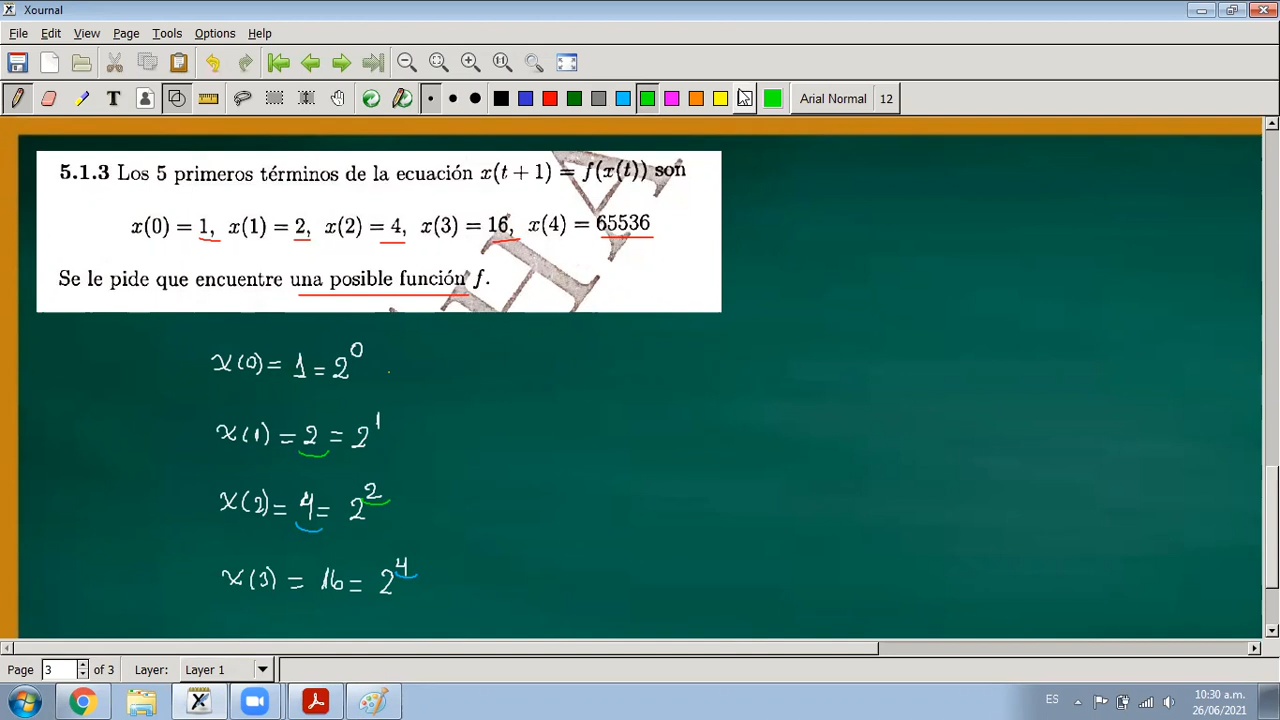 Xournal
File Edit View Page Tools Options Help
Arial Normal 12
5.1.3 Los 5 primeros términos de la ecuación x(t + 1) = f(x(t)) son
x(0) = 1, x(1) = 2, x(2) = 4, x(3) = 16, x(4) = 65536
Se le pide que encuentre una posible función f.
x(0) = 1 = 2^0
x(1) = 2 = 2^1
x(2) = 4 = 2^2
x(3) = 16 = 2^4
Page 3 of 3 Layer: Layer 1
ES 10:30 a.m.
26/06/2021